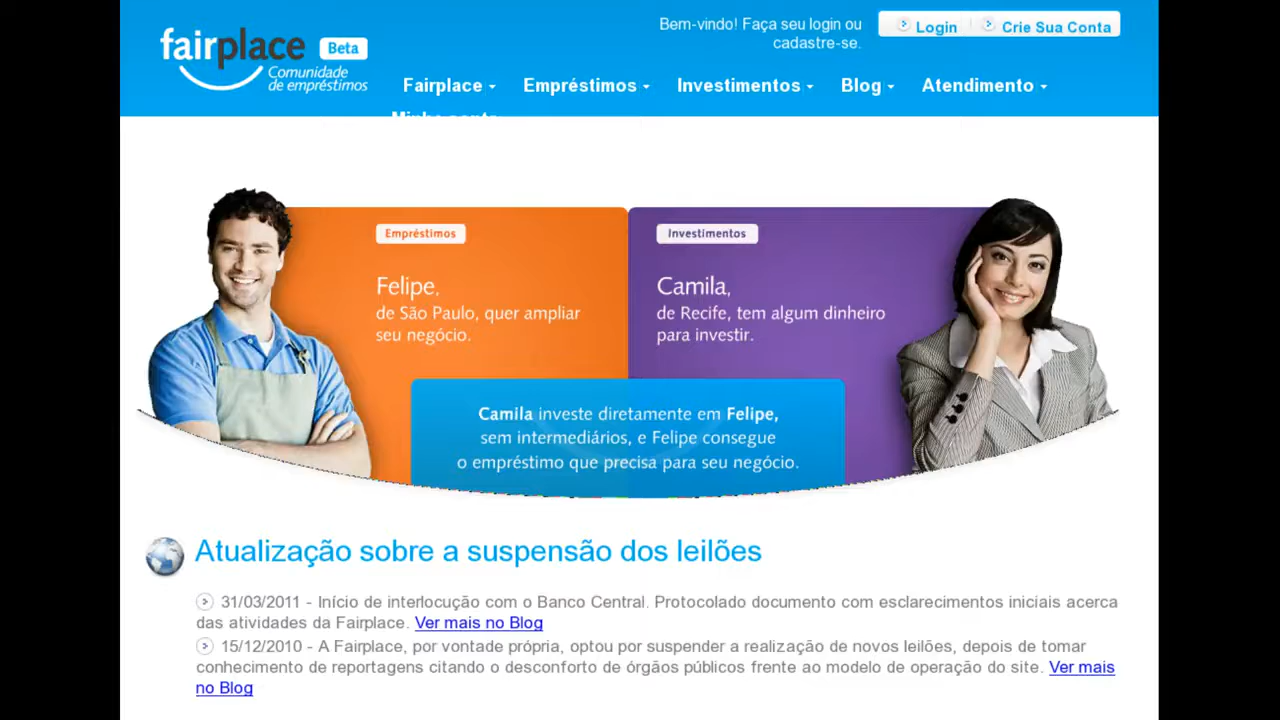 Bem-vindo! Faça seu login ou
cadastre-se.
Login
Crie Sua Conta
fairplace Beta
Comunidade
de empréstimos
Fairplace
Empréstimos
Investimentos
Blog
Atendimento
Minha conta
Empréstimos
Felipe,
de São Paulo, quer ampliar
seu negócio.
Investimentos
Camila,
de Recife, tem algum dinheiro
para investir.
Camila investe diretamente em Felipe,
sem intermediários, e Felipe consegue
o empréstimo que precisa para seu negócio.
Atualização sobre a suspensão dos leilões
31/03/2011 - Início de interlocução com o Banco Central. Protocolado documento com esclarecimentos iniciais acerca
das atividades da Fairplace. Ver mais no Blog
15/12/2010 - A Fairplace, por vontade própria, optou por suspender a realização de novos leilões, depois de tomar
conhecimento de reportagens citando o desconforto de órgãos públicos frente ao modelo de operação do site. Ver mais
no Blog